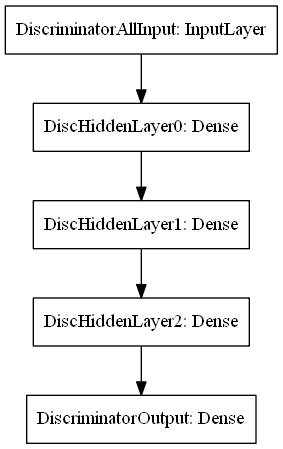 DiscriminatorAllInput: InputLayer
DiscHiddenLayer0: Dense
DiscHiddenLayer1: Dense
DiscHiddenLayer2: Dense
DiscriminatorOutput: Dense